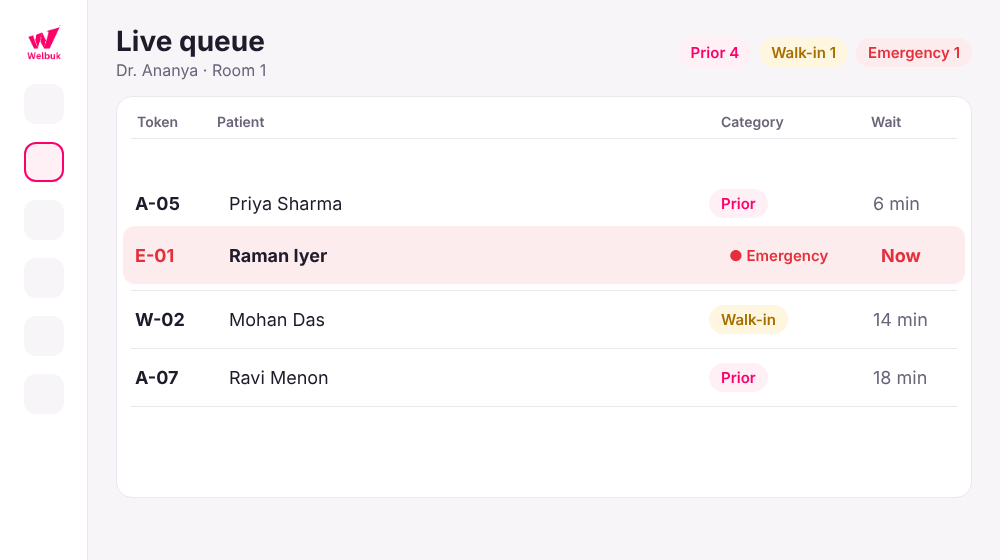 Welbuk
Live queue
Dr. Ananya · Room 1
Prior 4 Walk-in 1 Emergency 1
Token Patient Category Wait
A-05 Priya Sharma Prior 6 min
E-01 Raman Iyer Emergency Now
W-02 Mohan Das Walk-in 14 min
A-07 Ravi Menon Prior 18 min